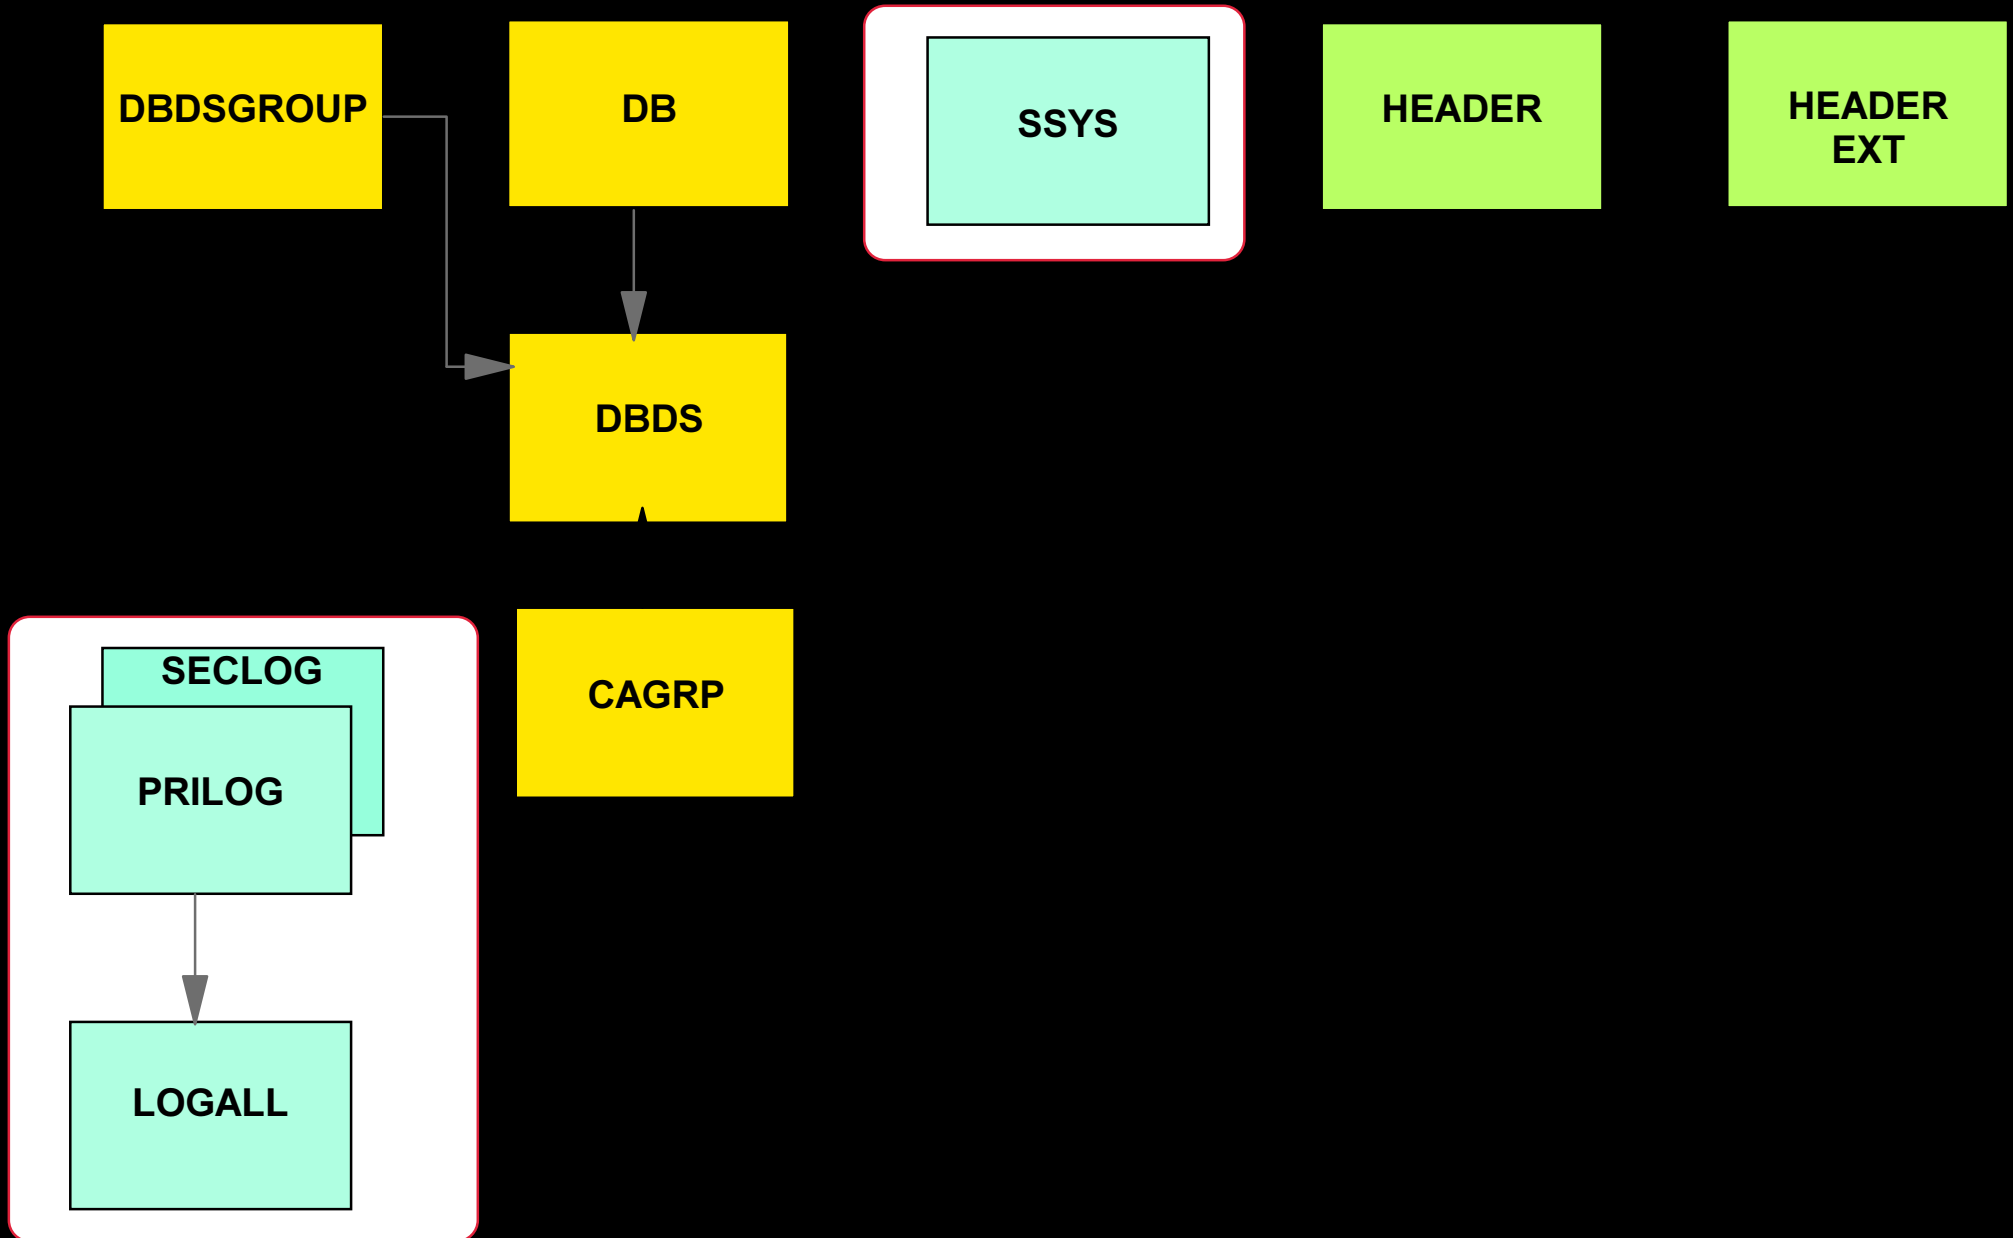 DBDSGROUP
DB
SSYS
HEADER
HEADER
EXT
DBDS
SECLOG
PRILOG
CAGRP
LOGALL